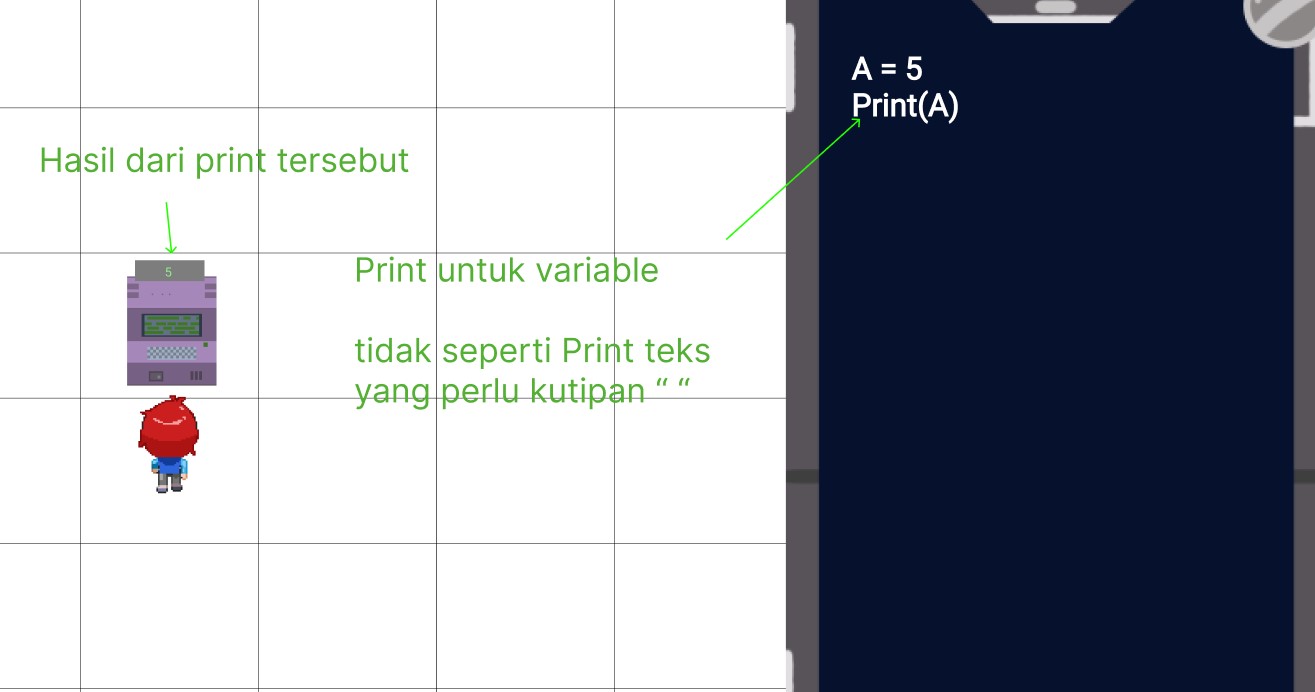 A = 5
Print(A)
Hasil dari print tersebut
5
Print untuk variable
tidak seperti Print teks
yang perlu kutipan “ “